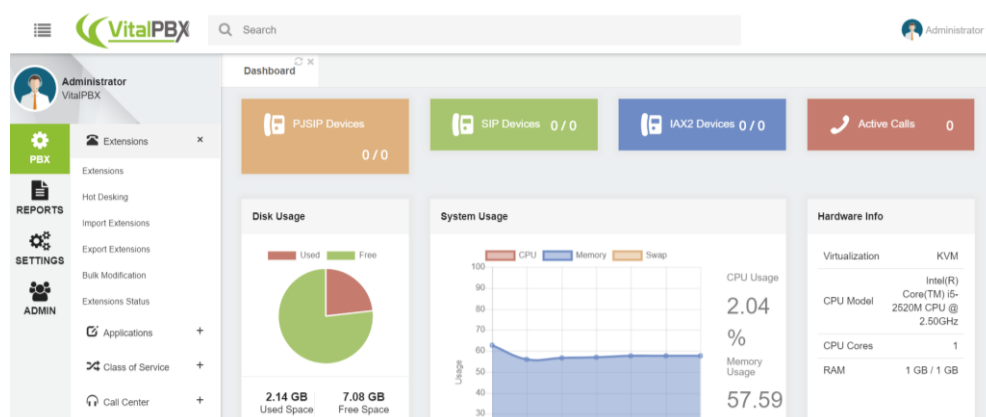 VitalPBX
Search
Administrator
Administrator
VitalPBX
Dashboard
PBX
REPORTS
SETTINGS
ADMIN
Extensions
Extensions
Hot Desking
Import Extensions
Export Extensions
Bulk Modification
Extensions Status
Applications +
Class of Service +
Call Center +
PJSIP Devices
0 / 0
SIP Devices 0 / 0
IAX2 Devices 0 / 0
Active Calls 0
Disk Usage
Used Free
2.14 GB 7.08 GB
Used Space Free Space
System Usage
CPU Memory Swap
100
90
80
70
60
50
40
30
Usage
CPU Usage
2.04
%
Memory
Usage
57.59
Hardware Info
Virtualization KVM
CPU Model Intel(R)
Core(TM) i5-
2520M CPU @
2.50GHz
CPU Cores 1
RAM 1 GB / 1 GB